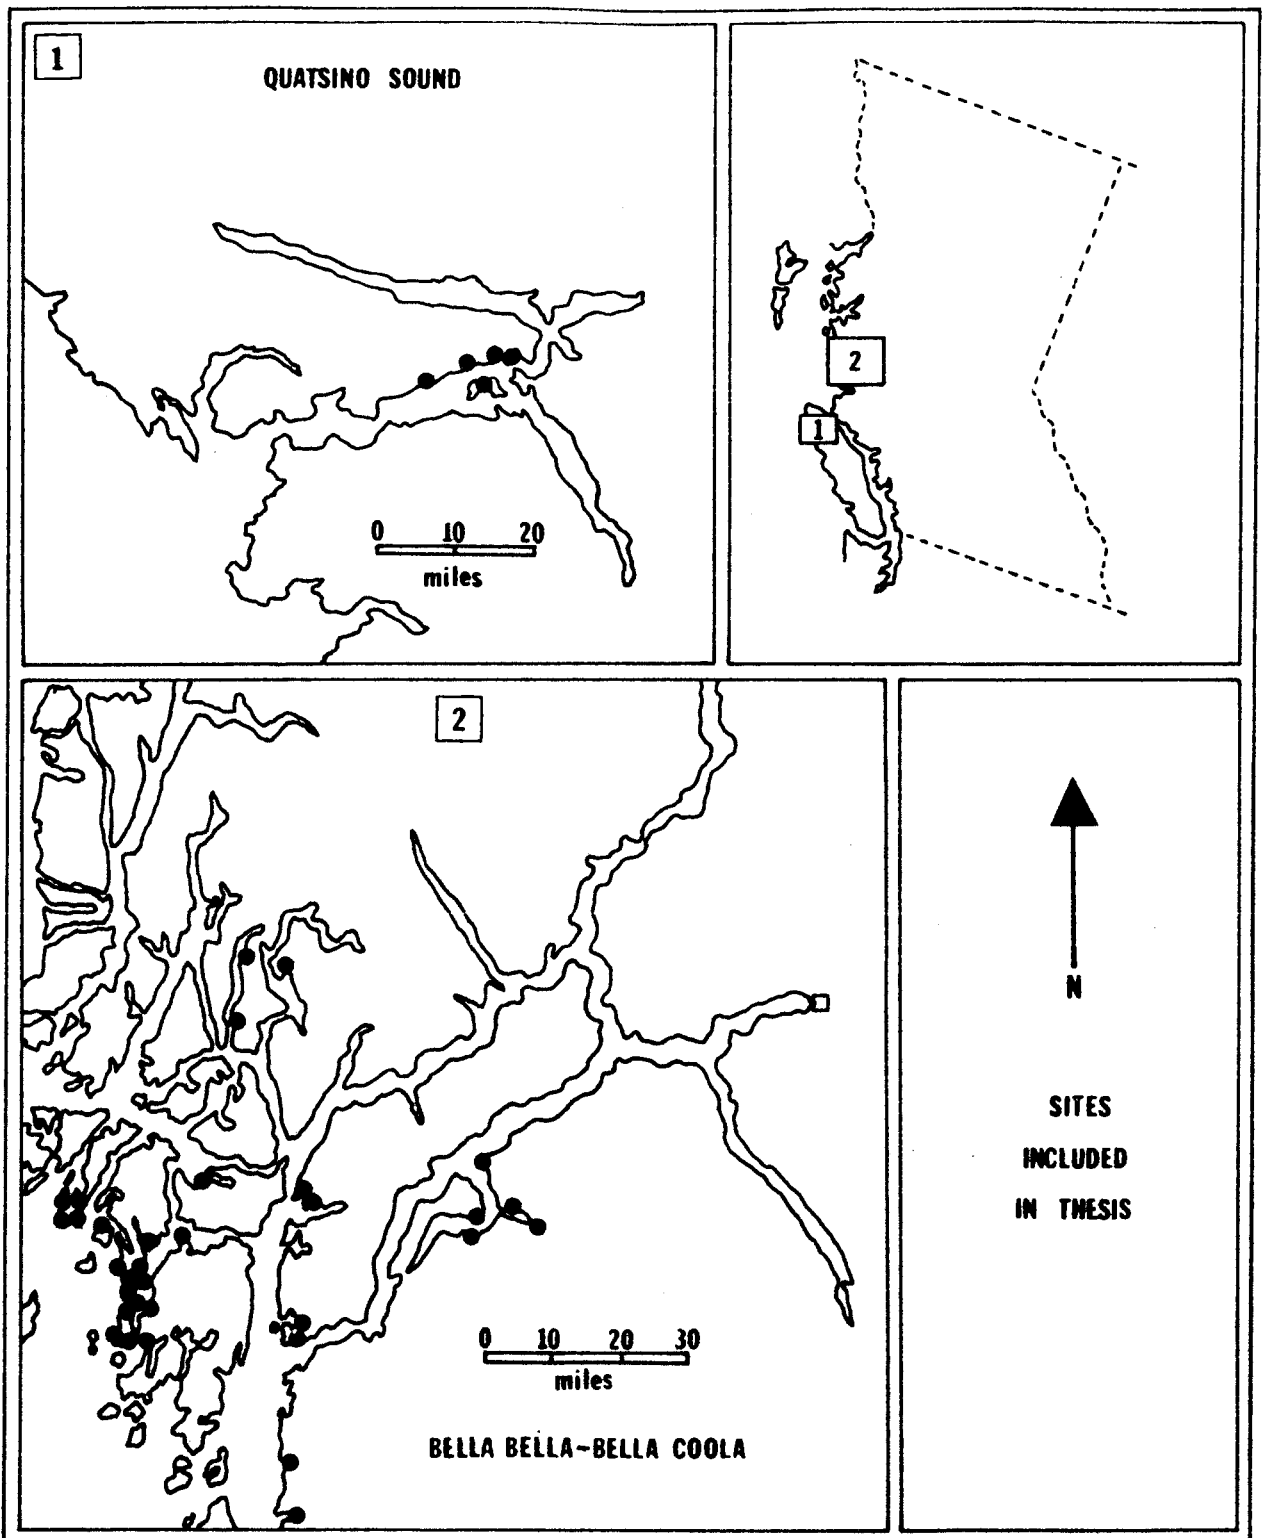 1
QUATSINO SOUND
0 10 20
miles
2
1
2
0 10 20 30
miles
BELLA BELLA-BELLA COOLA
N
SITES
INCLUDED
IN THESIS